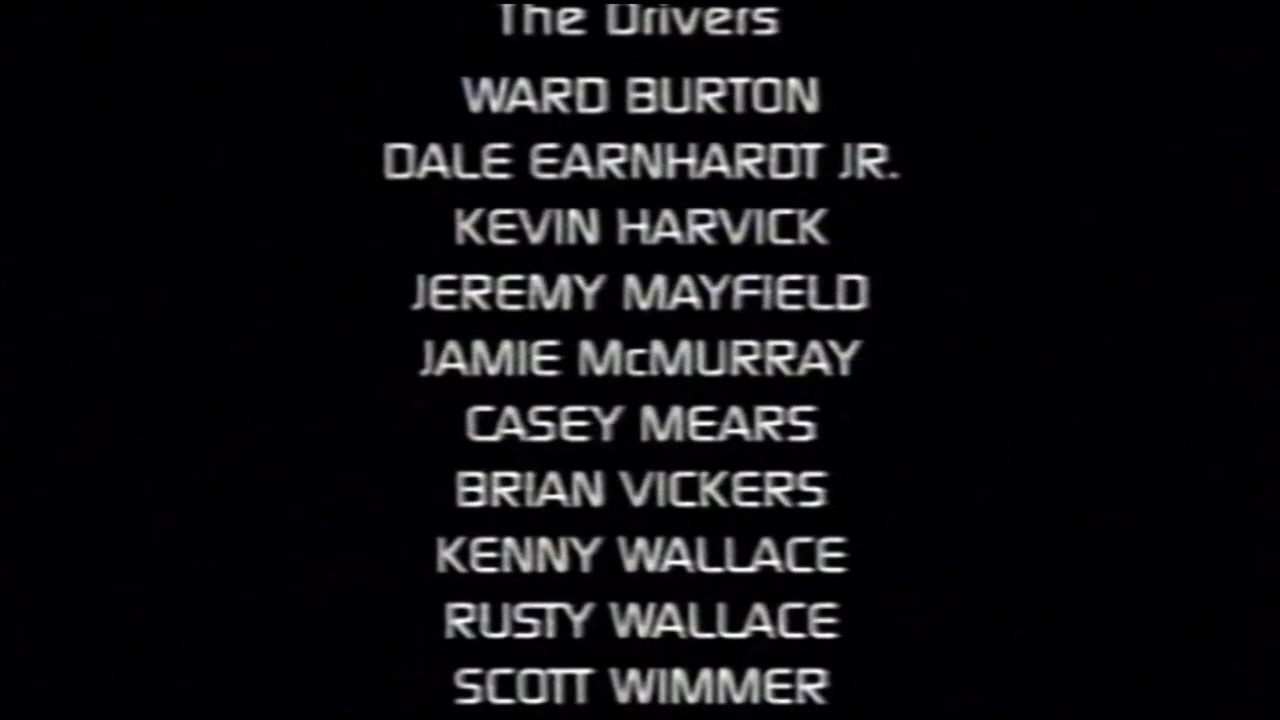 The Drivers
WARD BURTON
DALE EARNHARDT JR.
KEVIN HARVICK
JEREMY MAYFIELD
JAMIE McMURRAY
CASEY MEARS
BRIAN VICKERS
KENNY WALLACE
RUSTY WALLACE
SCOTT WIMMER